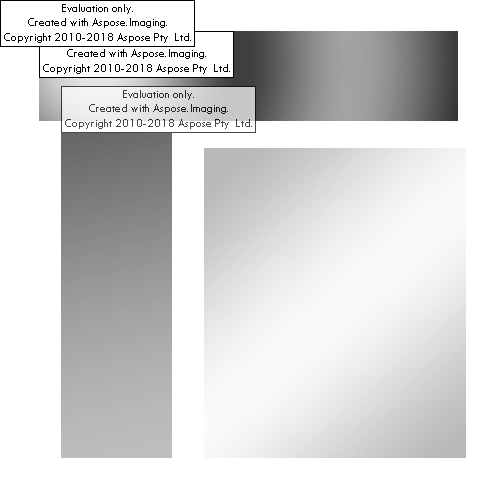 Evaluation only.
Created with Aspose.Imaging.
Copyright 2010-2018 Aspose Pty Ltd.
Created with Aspose.Imaging.
Copyright 2010-2018 Aspose Pty Ltd.
Evaluation only.
Created with Aspose.Imaging.
Copyright 2010-2018 Aspose Pty Ltd.